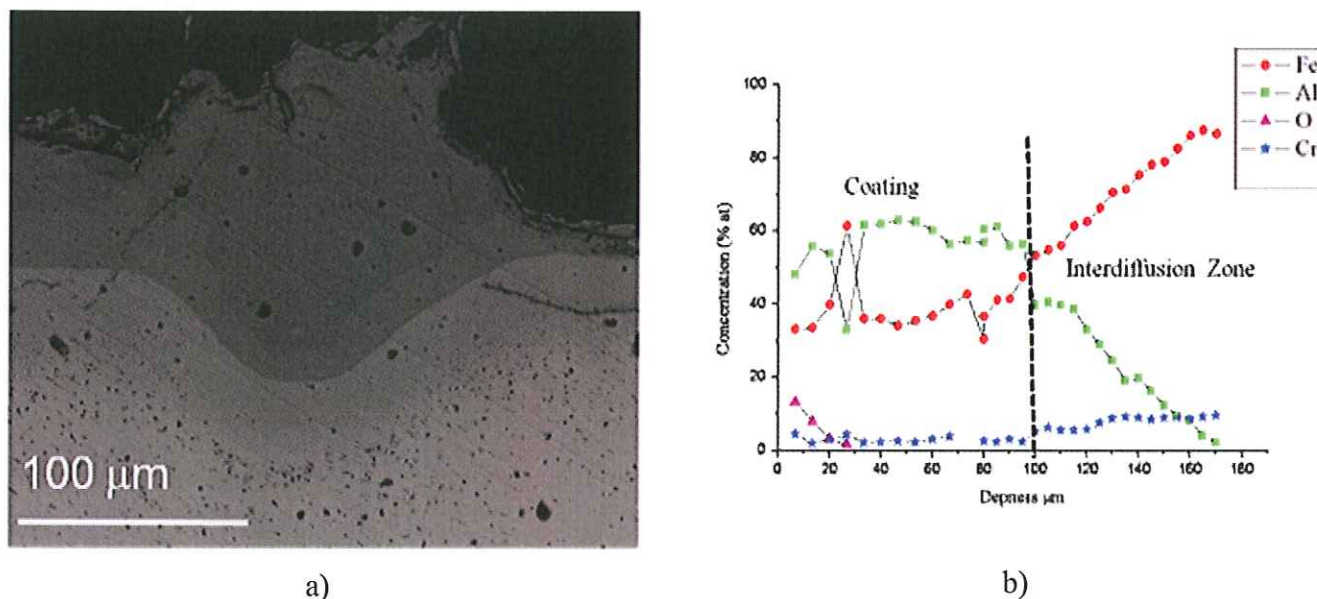 100 μm
a)
Fe
Al
O
Cr
100
80
60
40
20
0
Concentration (% at)
Coating
Interdiffusion Zone
0 20 40 60 80 100 120 140 160 180
Depness μm
b)